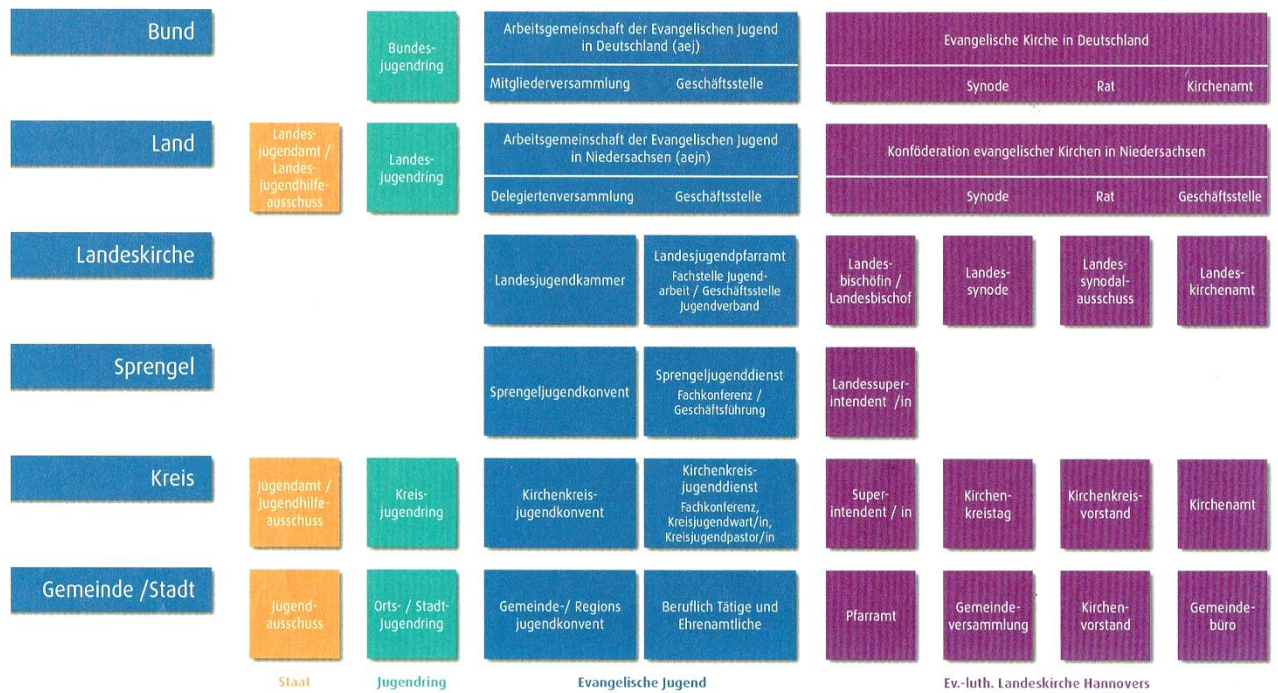 Bund
Bundes-
jugendring
Arbeitsgemeinschaft der Evangelischen Jugend
in Deutschland (aej)
Mitgliederversammlung Geschäftsstelle
Evangelische Kirche in Deutschland
Synode Rat Kirchenamt
Land
Landes-
jugendamt /
Landes-
jugendhilfe-
ausschuss
Landes-
jugendring
Arbeitsgemeinschaft der Evangelischen Jugend
in Niedersachsen (aejn)
Delegiertenversammlung Geschäftsstelle
Konföderation evangelischer Kirchen in Niedersachsen
Synode Rat Geschäftsstelle
Landeskirche
Landesjugendkammer
Landesjugendpfarramt
Fachstelle Jugend-
arbeit / Geschäftsstelle
Jugendverband
Landes-
bischöfin /
Landesbischof
Landes-
synode
Landes-
synodal-
ausschuss
Landes-
kirchenamt
Sprengel
Sprengeljugendkonvent
Sprengeljugenddienst
Fachkonferenz /
Geschäftsführung
Landessuper-
intendent /in
Kreis
Jugendamt /
Jugendhilfe-
ausschuss
Kreis-
jugendring
Kirchenkreis-
jugendkonvent
Kirchenkreis-
jugenddienst
Fachkonferenz,
Kreisjugendwart/in,
Kreisjugendpastor/in
Super-
intendent / in
Kirchen-
kreistag
Kirchenkreis-
vorstand
Kirchenamt
Gemeinde /Stadt
Jugend-
ausschuss
Orts- / Stadt-
Jugendring
Gemeinde-/ Regions
jugendkonvent
Beruflich Tätige und
Ehrenamtliche
Pfarramt
Gemeinde-
versammlung
Kirchen-
vorstand
Gemeinde-
büro
Staat
Jugendring
Evangelische Jugend
Ev.-luth. Landeskirche Hannovers